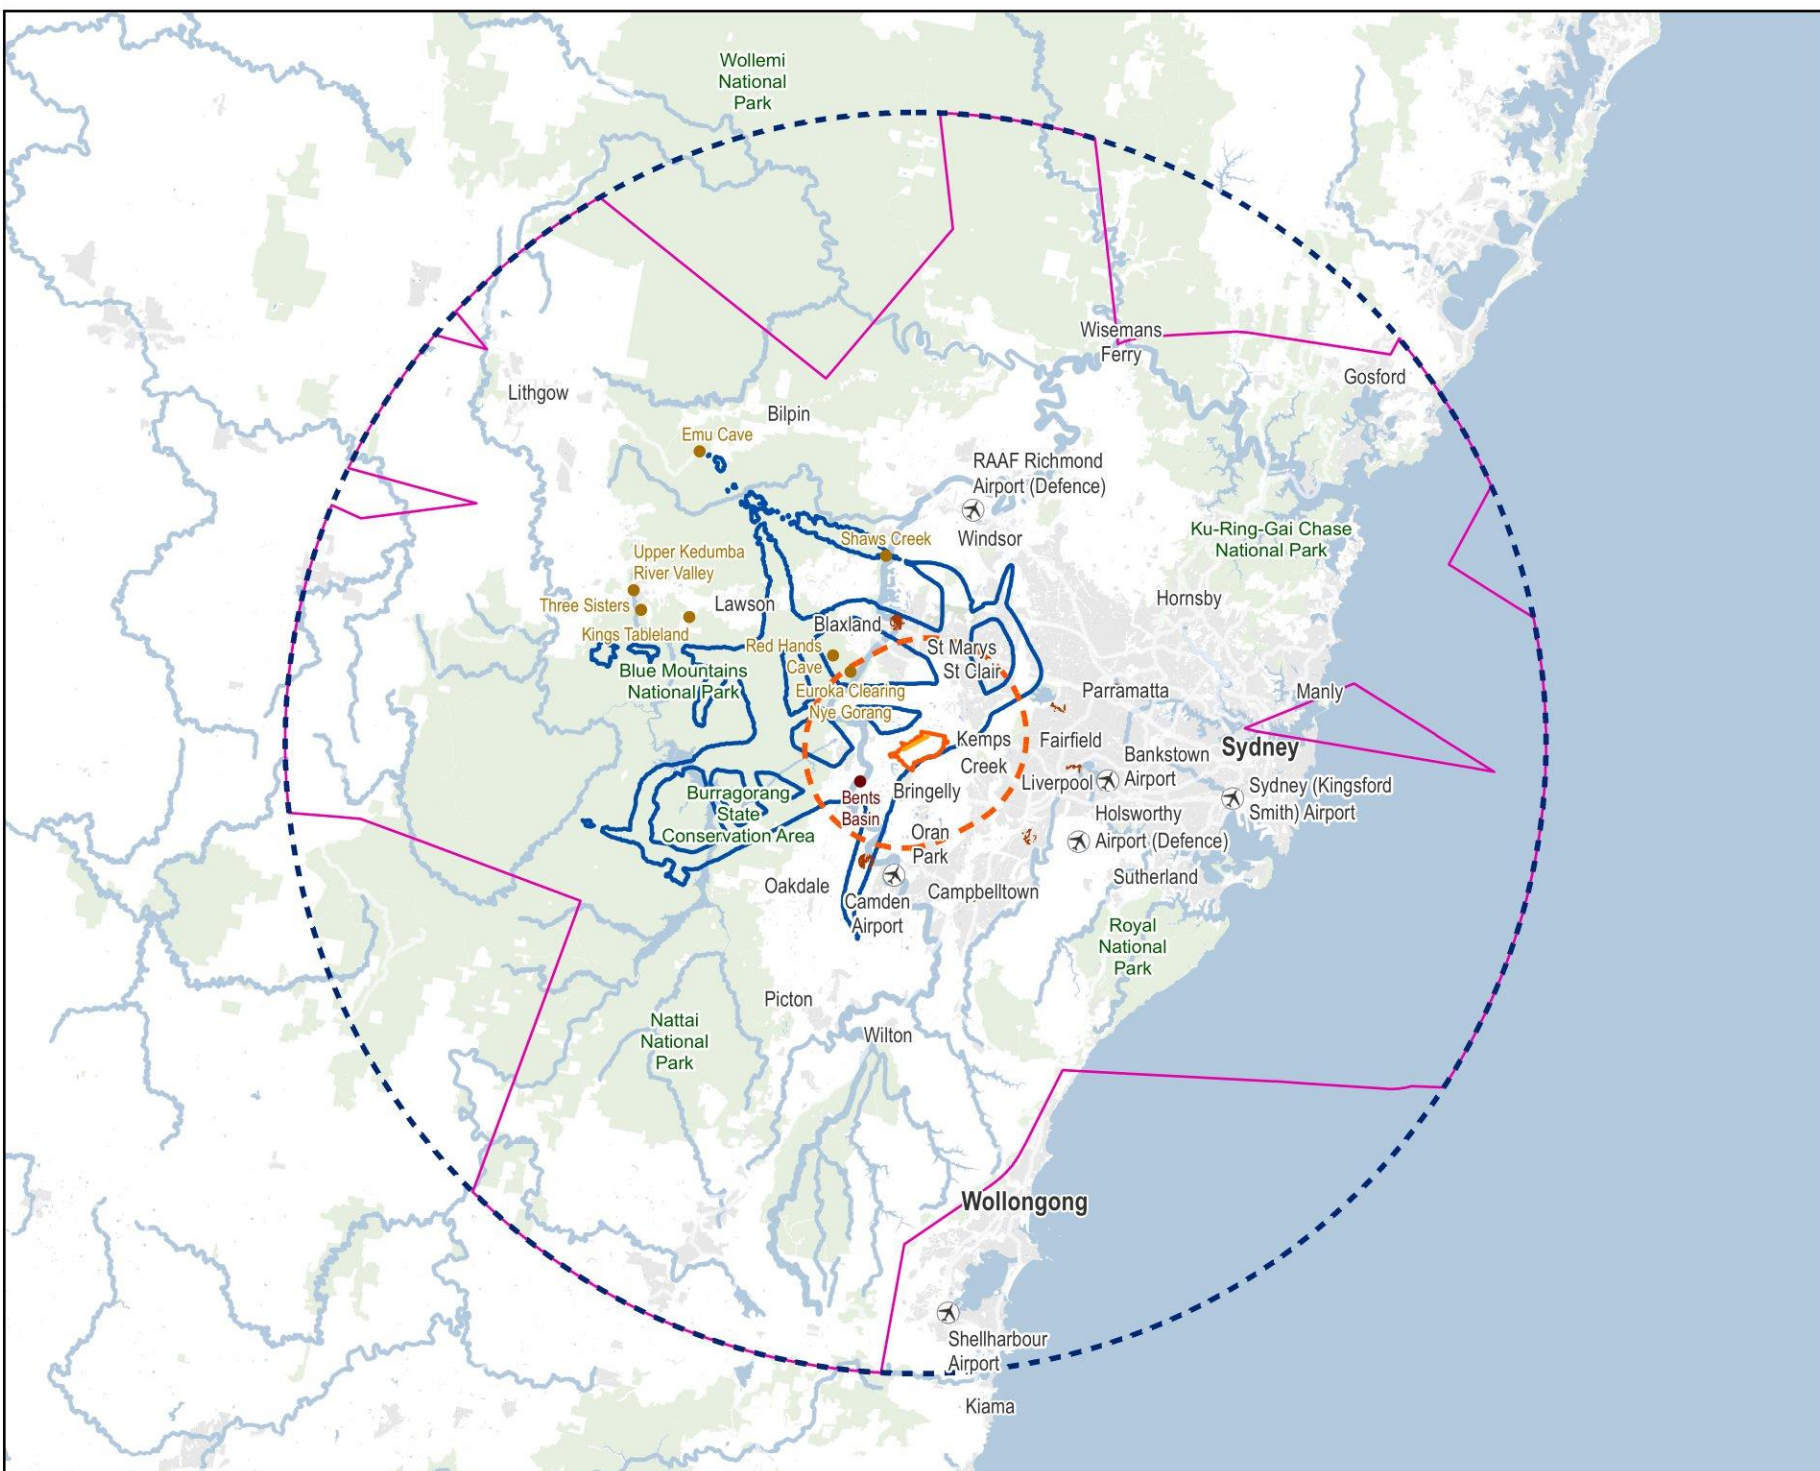 Wollemi
National
Park
Wisemans
Ferry
Gosford
Lithgow
Bilpin
Emu Cave
RAAF Richmond
Airport (Defence)
Windsor
Ku-Ring-Gai Chase
National Park
Shaws Creek
Upper Kedumba
River Valley
Three Sisters
Kings Tableland
Lawson
Hornsby
Blaxland
Red Hands
Cave
St Marys
St Clair
Blue Mountains
National Park
Euroka Clearing
Nye Gorang
Parramatta
Manly
Kemps
Creek
Fairfield
Bankstown
Airport
Sydney
Liverpool
Sydney (Kingsford
Smith) Airport
Burragorang
State
Conservation Area
Bents
Basin
Bringelly
Holsworthy
Airport (Defence)
Oran
Park
Oakdale
Camden
Airport
Campbelltown
Sutherland
Royal
National
Park
Picton
Nattai
National
Park
Wilton
Wollongong
Shellharbour
Airport
Kiama